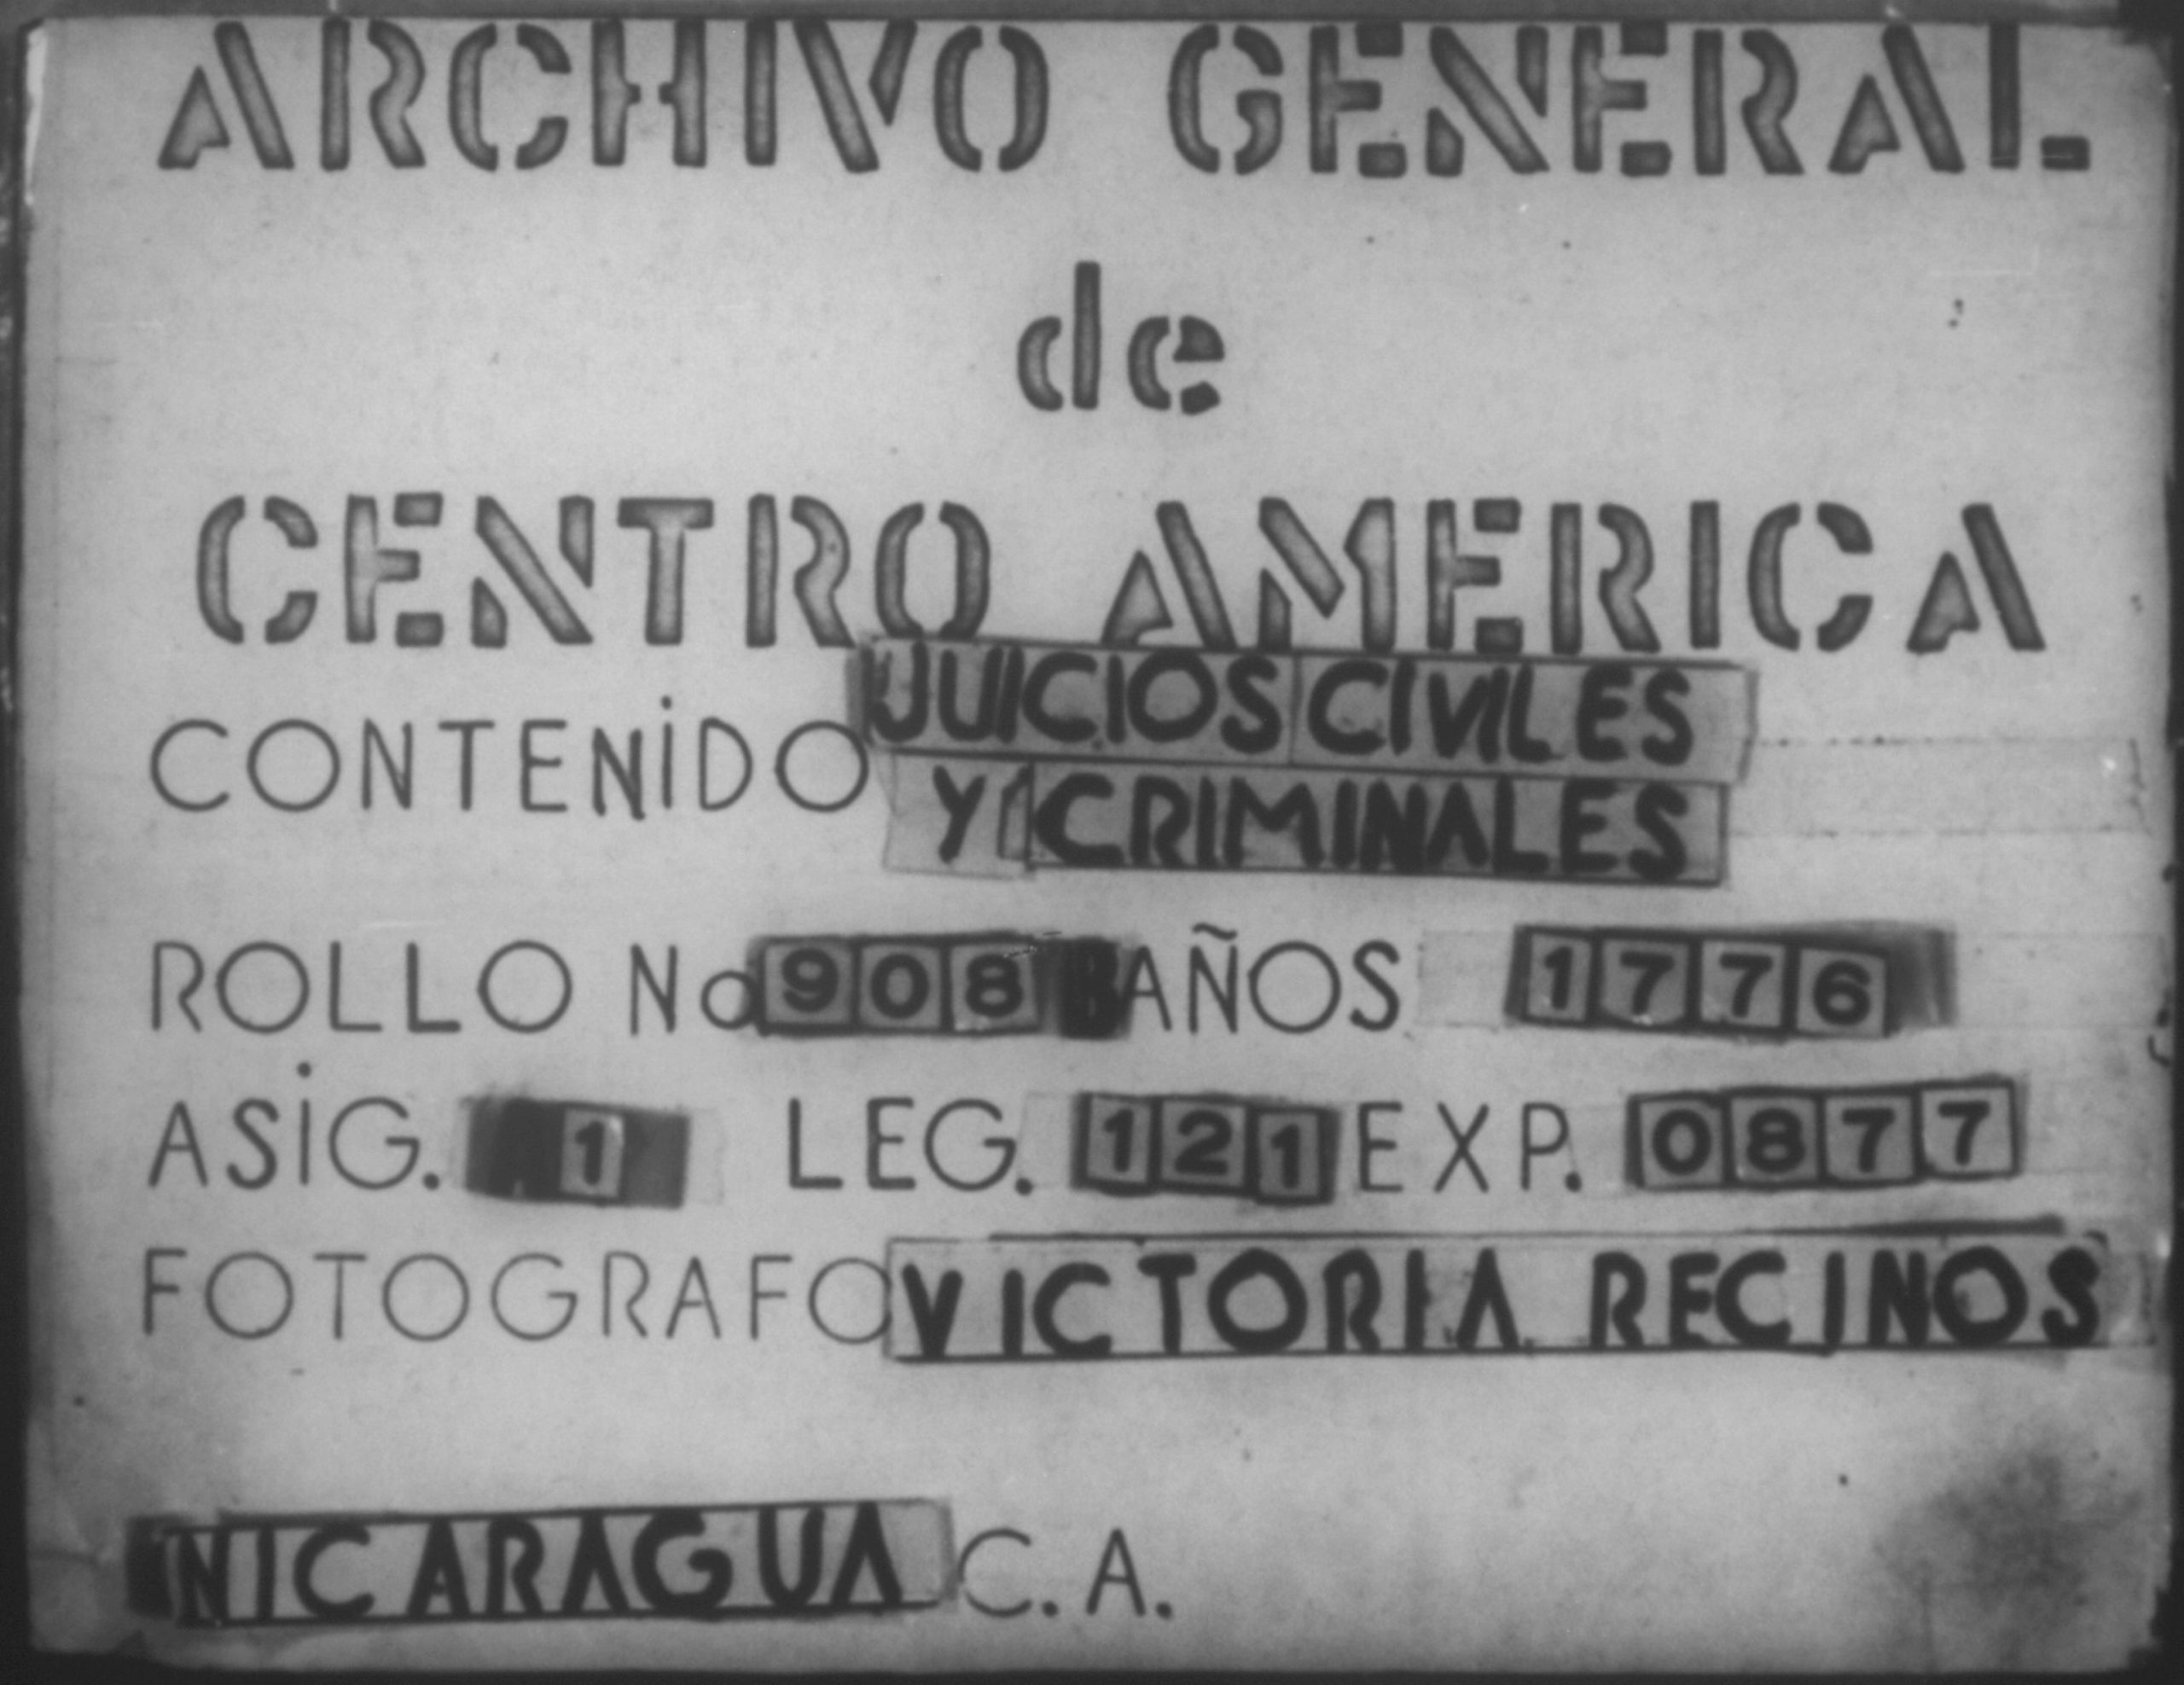 ARCHIVO GENERAL
de
CENTRO AMERICA
CONTENIDO JUICIOS CIVILES
Y CRIMINALES
ROLLO No 908 AÑOS 1776
ASIG. 1 LEG. 121 EXP. 0877
FOTOGRAFO VICTORIA RECINOS
NICARAGUA C. A.